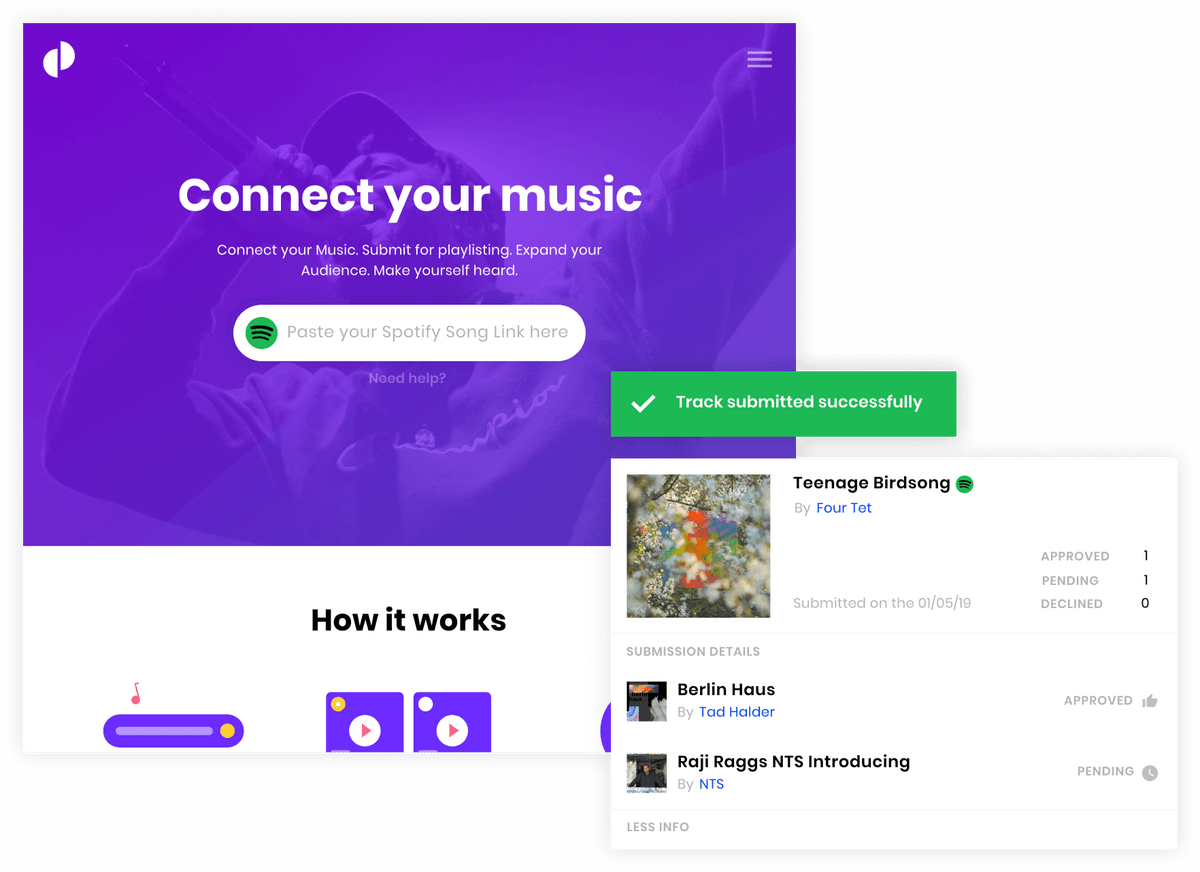 Connect your music
Connect your Music. Submit for playlisting. Expand your
Audience. Make yourself heard.
Paste your Spotify Song Link here
Need help?
Champion
Track submitted successfully
Teenage Birdsong
By Four Tet
APPROVED 1
PENDING 1
Submitted on the 01/05/19
DECLINED 0
How it works
SUBMISSION DETAILS
Berlin Haus
By Tad Halder
APPROVED
Raji Raggs NTS Introducing
By NTS
PENDING
LESS INFO